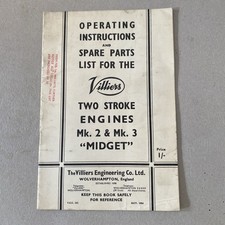 OPERATING
INSTRUCTIONS
AND
SPARE PARTS
LIST FOR THE
Villiers
TWO STROKE
ENGINES
Mk. 2 & Mk. 3
"MIDGET"
Price
1/-
The Villiers Engineering Co. Ltd.
WOLVERHAMPTON, England
KEEP THIS BOOK SAFELY
FOR REFERENCE